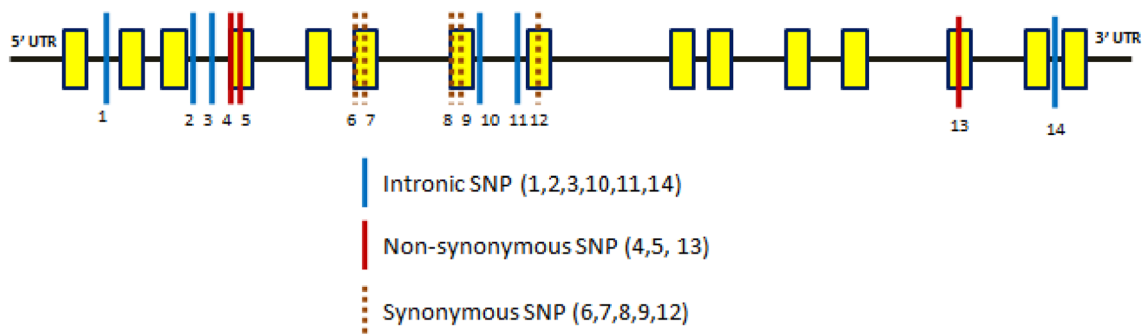 5' UTR
3' UTR
1
2
3
4
5
6
7
8
9
10
11
12
13
14
Intronic SNP (1,2,3,10,11,14)
Non-synonymous SNP (4,5, 13)
Synonymous SNP (6,7,8,9,12)